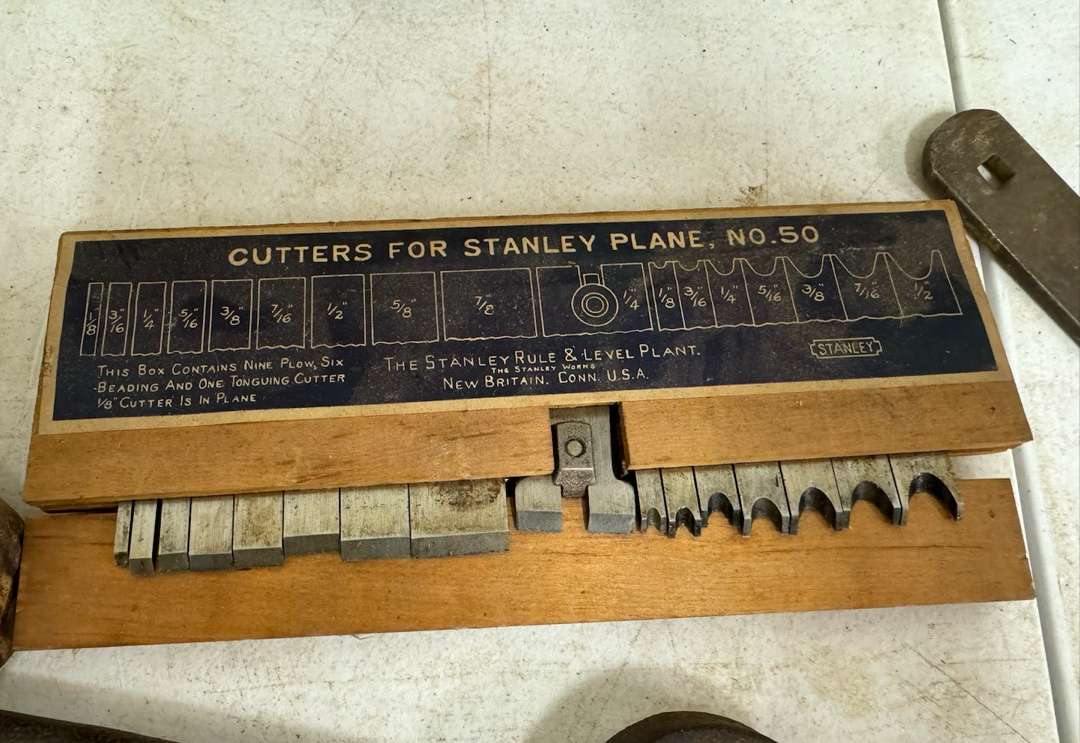 CUTTERS FOR STANLEY PLANE, NO.50
1/8" 3/16" 1/4" 5/16" 3/8" 7/16" 1/2" 5/8" 7/8" 1/4" 1/8" 3/16" 1/4" 5/16" 3/8" 7/16" 1/2"
THIS BOX CONTAINS NINE PLOW, SIX
BEADING AND ONE TONGUING CUTTER
1/8" CUTTER IS IN PLANE
THE STANLEY RULE & LEVEL PLANT.
THE STANLEY WORKS
NEW BRITAIN, CONN. U.S.A.
STANLEY